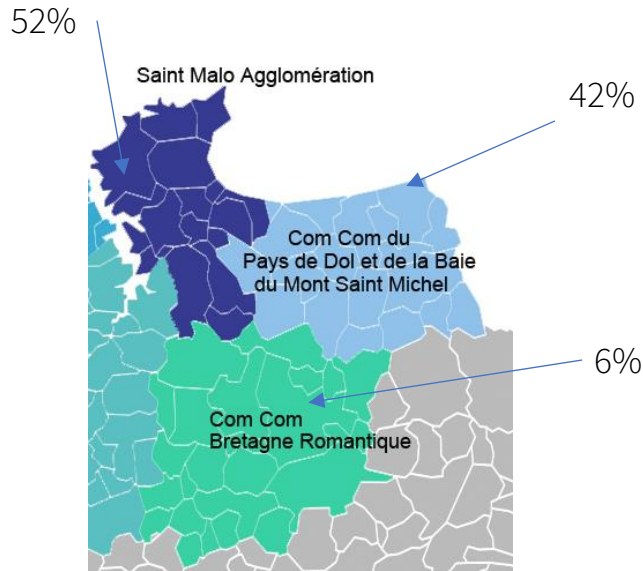 52%
Saint Malo Agglomération
42%
Com Com du
Pays de Dol et de la Baie
du Mont Saint Michel
6%
Com Com
Bretagne Romantique